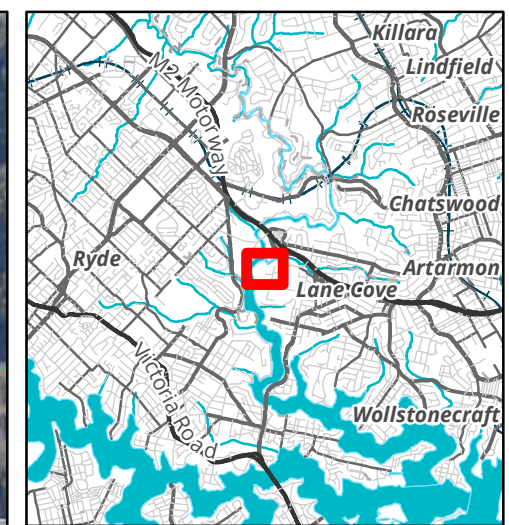 Killara
Lindfield
M2 Motorway
Roseville
Chatswood
Ryde
Artarmon
Lane Cove
Victoria Road
Wollstonecraft